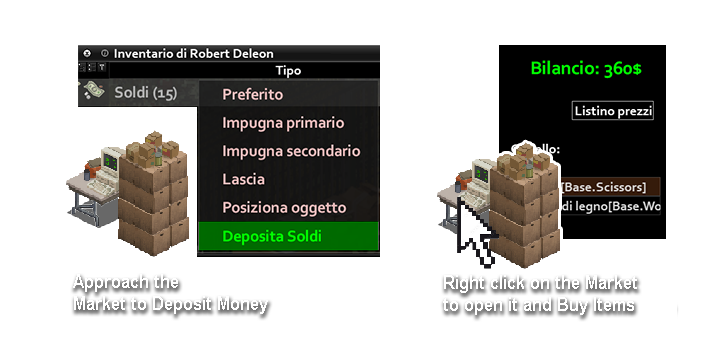 Inventario di Robert Deleon
Tipo
Soldi (15)
Preferito
Impugna primario
Impugna secondario
Lascia
Posiziona oggetto
Deposita Soldi
Approach the
Market to Deposit Money
Bilancio: 360$
Listino prezzi
[Base.Scissors]
di legno[Base.Wo
Right click on the Market
to open it and Buy Items